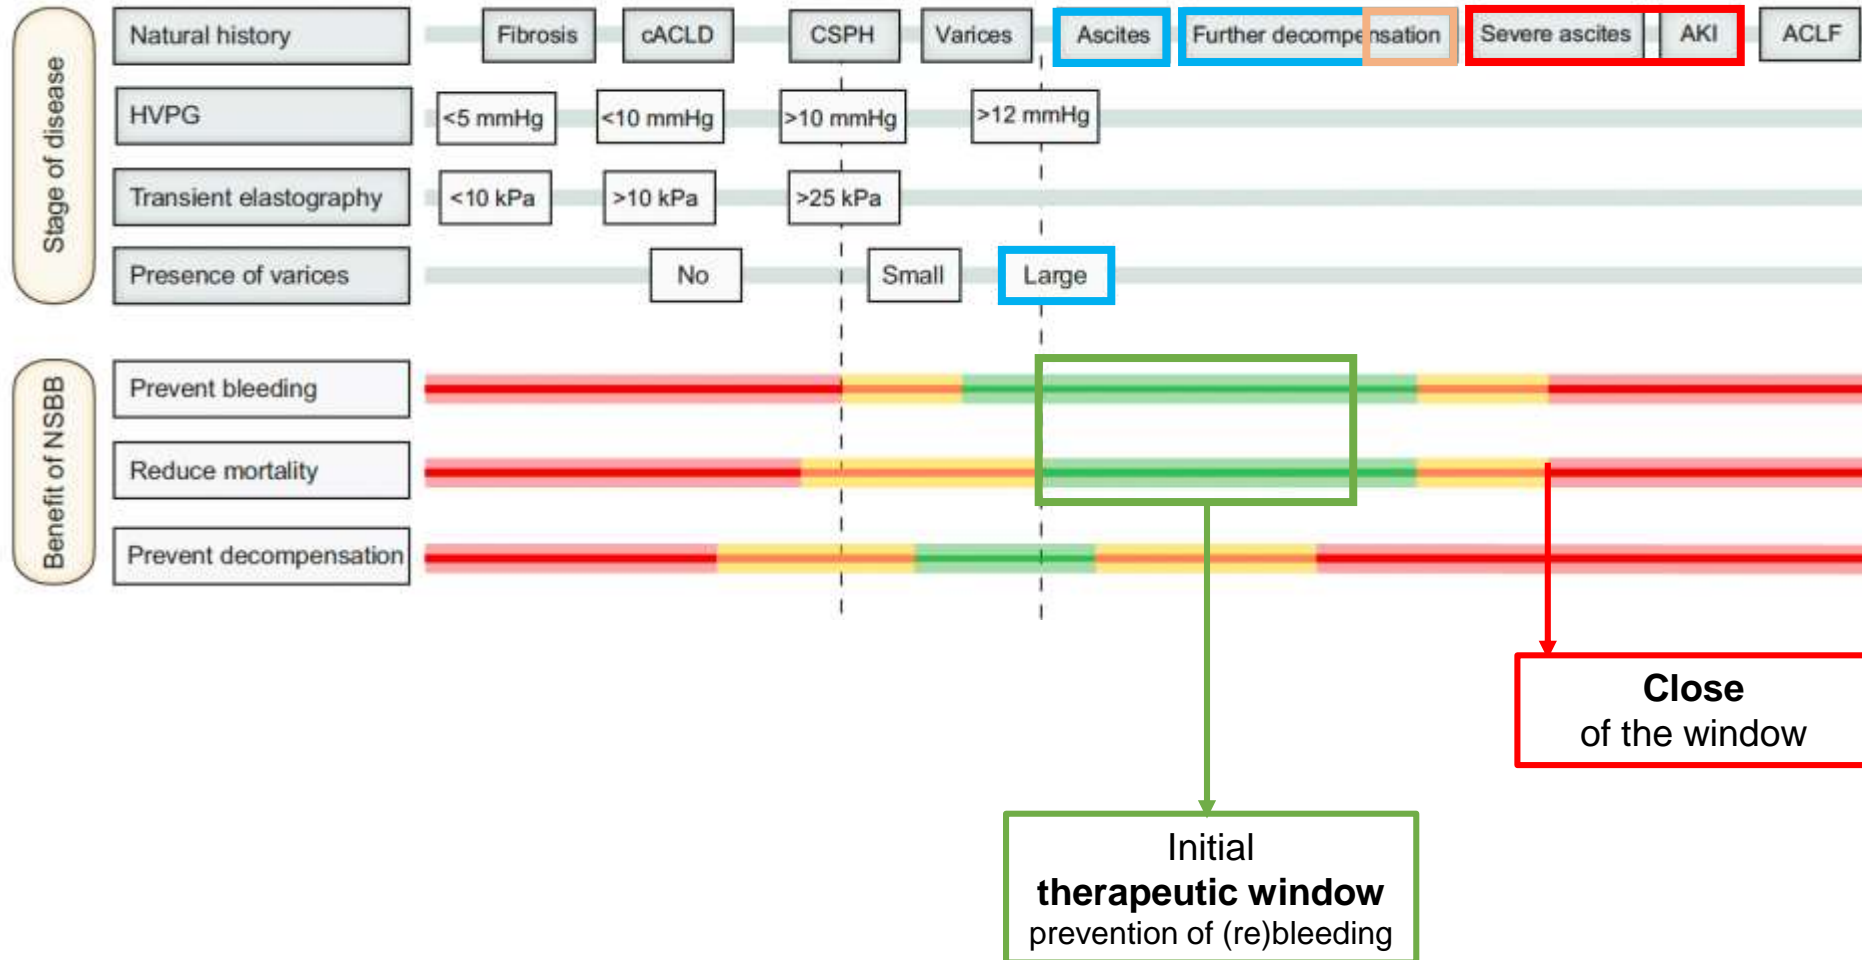 Stage of disease
Natural history
Fibrosis
cACLD
CSPH
Varices
Ascites
Further decompensation
Severe ascites
AKI
ACLF
HVPG
<5 mmHg
<10 mmHg
>10 mmHg
>12 mmHg
Transient elastography
<10 kPa
>10 kPa
>25 kPa
Presence of varices
No
Small
Large
Benefit of NSBB
Prevent bleeding
Reduce mortality
Prevent decompensation
Close
of the window
Initial
therapeutic window
prevention of (re)bleeding